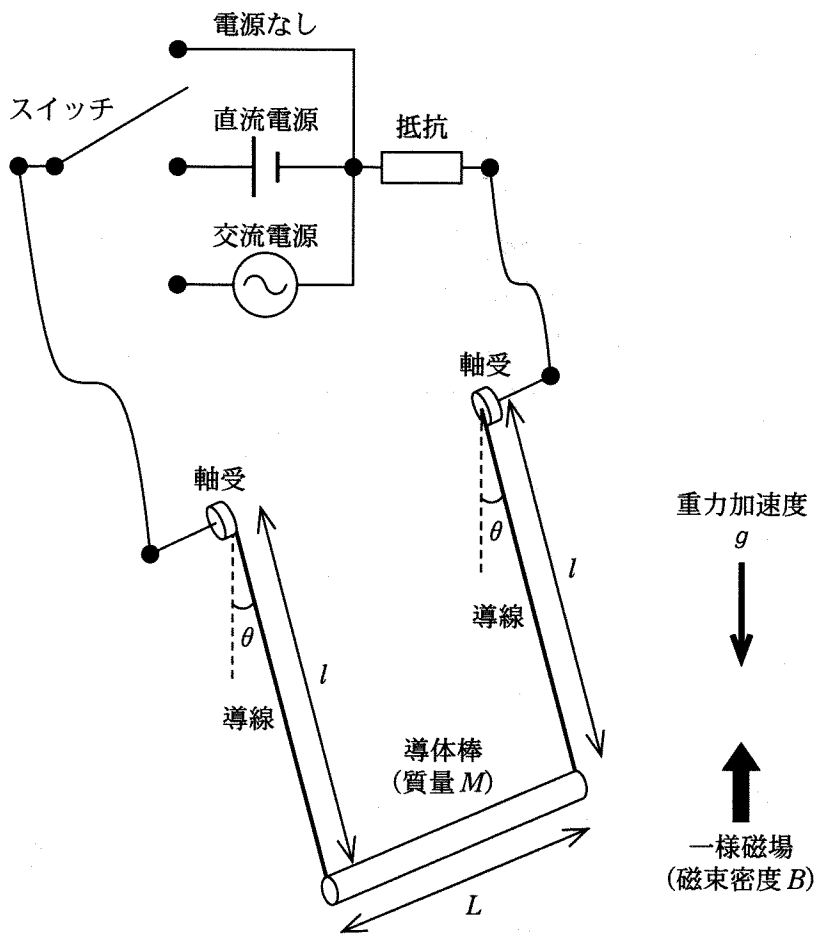 電源なし
スイッチ
直流電源
抵抗
交流電源
軸受
軸受
重力加速度
g
θ
l
導線
θ
l
導線
導体棒
(質量 M)
一様磁場
(磁束密度 B)
L